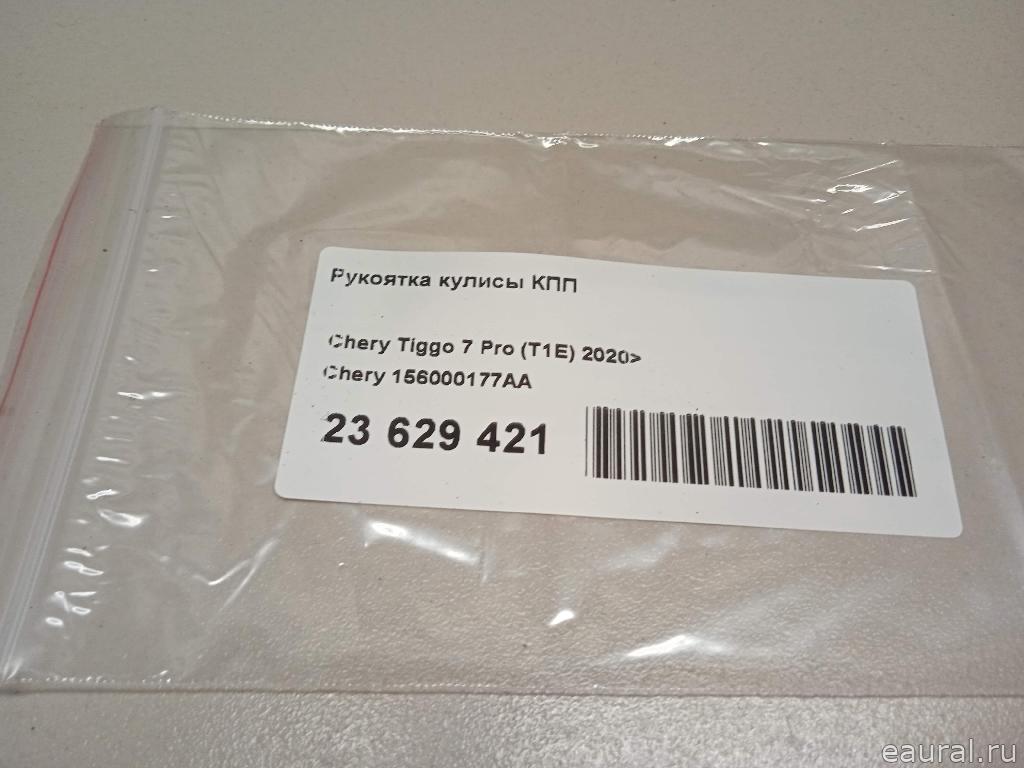 Рукоятка кулисы КПП
Chery Tiggo 7 Pro (T1E) 2020>
Chery 156000177AA
23 629 421
eaural.ru